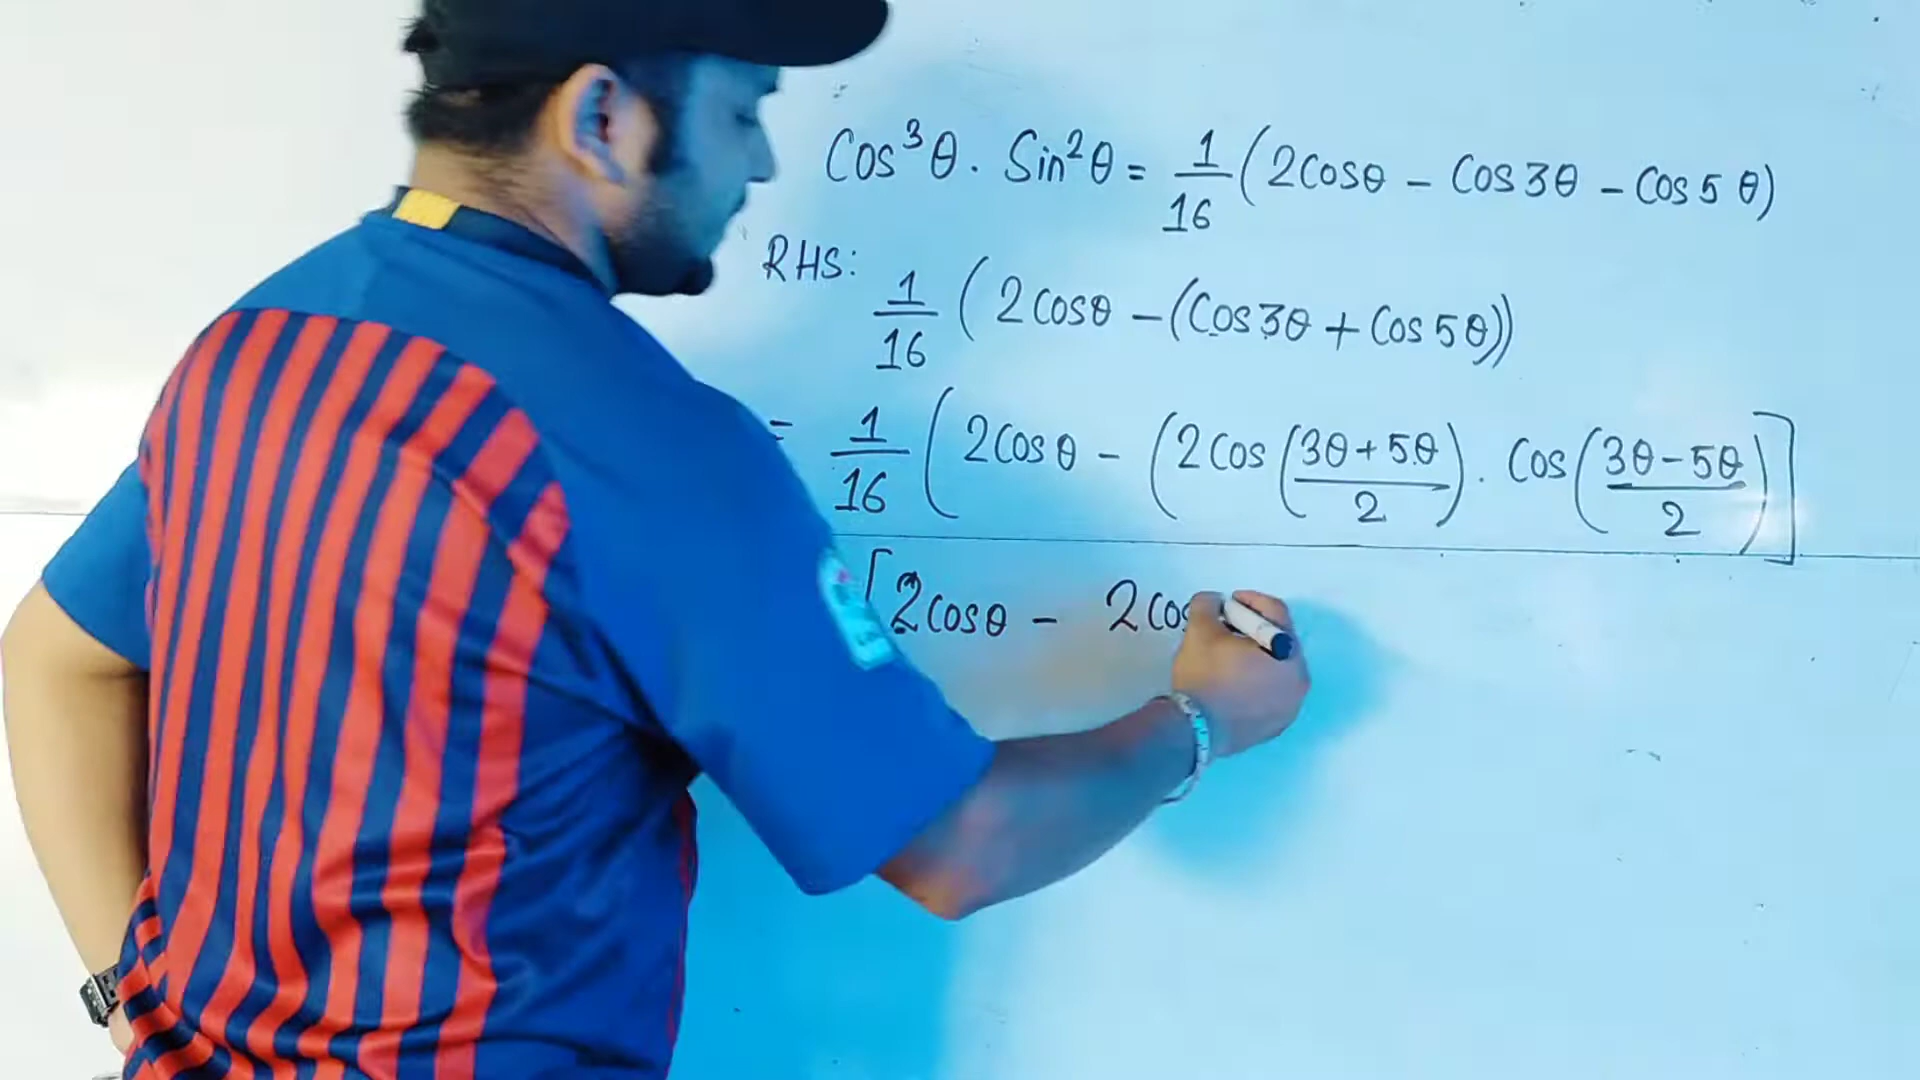 Cos³θ . Sin²θ = 1/16 (2cosθ - Cos3θ - Cos5θ)
RHS:
1/16 (2cosθ - (Cos3θ + Cos5θ))
= 1/16 (2cosθ - (2cos(3θ+5θ/2) . Cos(3θ-5θ/2)]
[2cosθ - 2cos